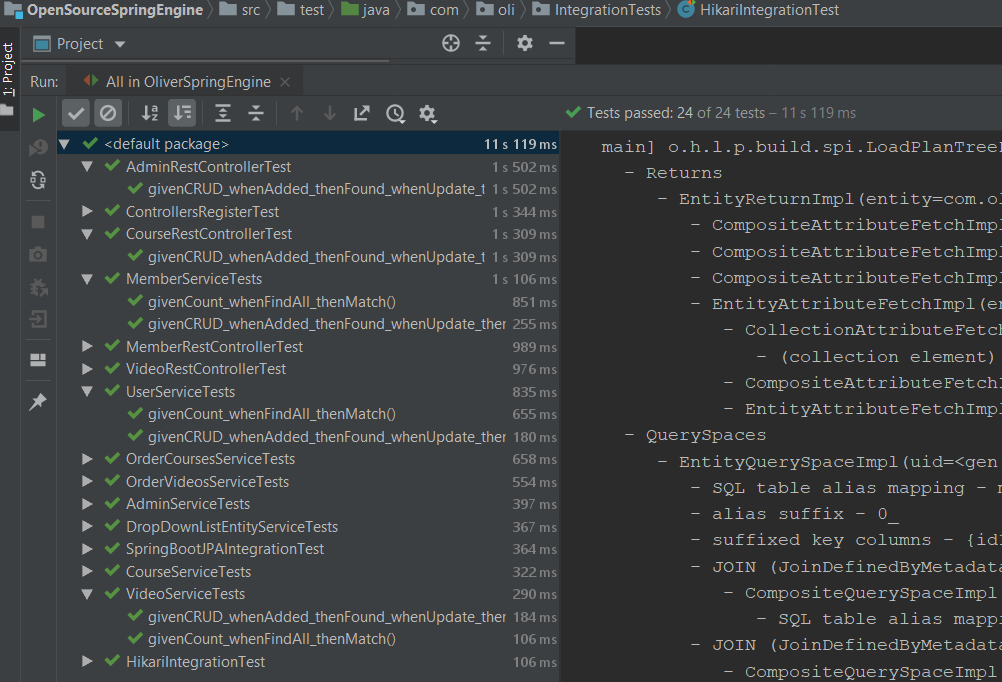 OpenSourceSpringEngine src test java com oli IntegrationTests HikariIntegrationTest
1: Project
Project
Run: All in OliverSpringEngine
Tests passed: 24 of 24 tests – 11 s 119 ms
<default package> 11 s 119 ms
AdminRestControllerTest 1 s 502 ms
givenCRUD_whenAdded_thenFound_whenUpdate_t 1 s 502 ms
ControllersRegisterTest 1 s 344 ms
CourseRestControllerTest 1 s 309 ms
givenCRUD_whenAdded_thenFound_whenUpdate_t 1 s 309 ms
MemberServiceTests 1 s 106 ms
givenCount_whenFindAll_thenMatch() 851 ms
givenCRUD_whenAdded_thenFound_whenUpdate_ther 255 ms
MemberRestControllerTest 989 ms
VideoRestControllerTest 976 ms
UserServiceTests 835 ms
givenCount_whenFindAll_thenMatch() 655 ms
givenCRUD_whenAdded_thenFound_whenUpdate_ther 180 ms
OrderCoursesServiceTests 658 ms
OrderVideosServiceTests 554 ms
AdminServiceTests 397 ms
DropDownListEntityServiceTests 367 ms
SpringBootJPAIntegrationTest 364 ms
CourseServiceTests 322 ms
VideoServiceTests 290 ms
givenCRUD_whenAdded_thenFound_whenUpdate_ther 184 ms
givenCount_whenFindAll_thenMatch() 106 ms
HikariIntegrationTest 106 ms
main] o.h.l.p.build.spi.LoadPlanTreeP
- Returns
- EntityReturnImpl(entity=com.ol
- CompositeAttributeFetchImpl
- CompositeAttributeFetchImpl
- CompositeAttributeFetchImpl
- EntityAttributeFetchImpl(en
- CollectionAttributeFetch
- (collection element)
- CompositeAttributeFetchI
- EntityAttributeFetchImpl
- QuerySpaces
- EntityQuerySpaceImpl(uid=<gen
- SQL table alias mapping - m
- alias suffix - 0_
- suffixed key columns - {id1
- JOIN (JoinDefinedByMetadata
- CompositeQuerySpaceImpl
- SQL table alias mappi
- JOIN (JoinDefinedByMetadata
- CompositeQuerySpaceImpl